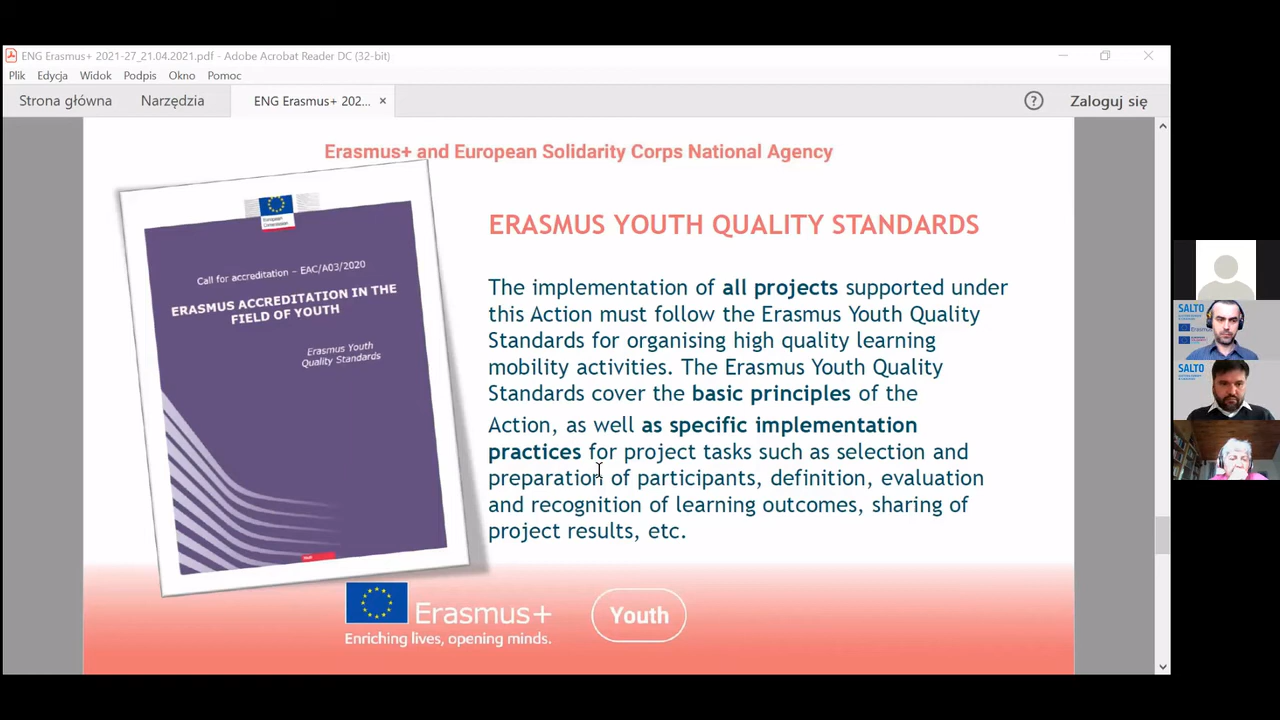 ENG Erasmus+ 2021-27_21.04.2021.pdf - Adobe Acrobat Reader DC (32-bit)
Plik Edycja Widok Podpis Okno Pomoc
Strona główna Narzędzia ENG Erasmus+ 202... × ? Zaloguj się
Erasmus+ and European Solidarity Corps National Agency
European
Commission
Call for accreditation – EAC/A03/2020
ERASMUS ACCREDITATION IN THE
FIELD OF YOUTH
Erasmus Youth
Quality Standards
ERASMUS YOUTH QUALITY STANDARDS
The implementation of all projects supported under
this Action must follow the Erasmus Youth Quality
Standards for organising high quality learning
mobility activities. The Erasmus Youth Quality
Standards cover the basic principles of the
Action, as well as specific implementation
practices for project tasks such as selection and
preparation of participants, definition, evaluation
and recognition of learning outcomes, sharing of
project results, etc.
Erasmus+
Enriching lives, opening minds.
Youth
SALTO
SALTO